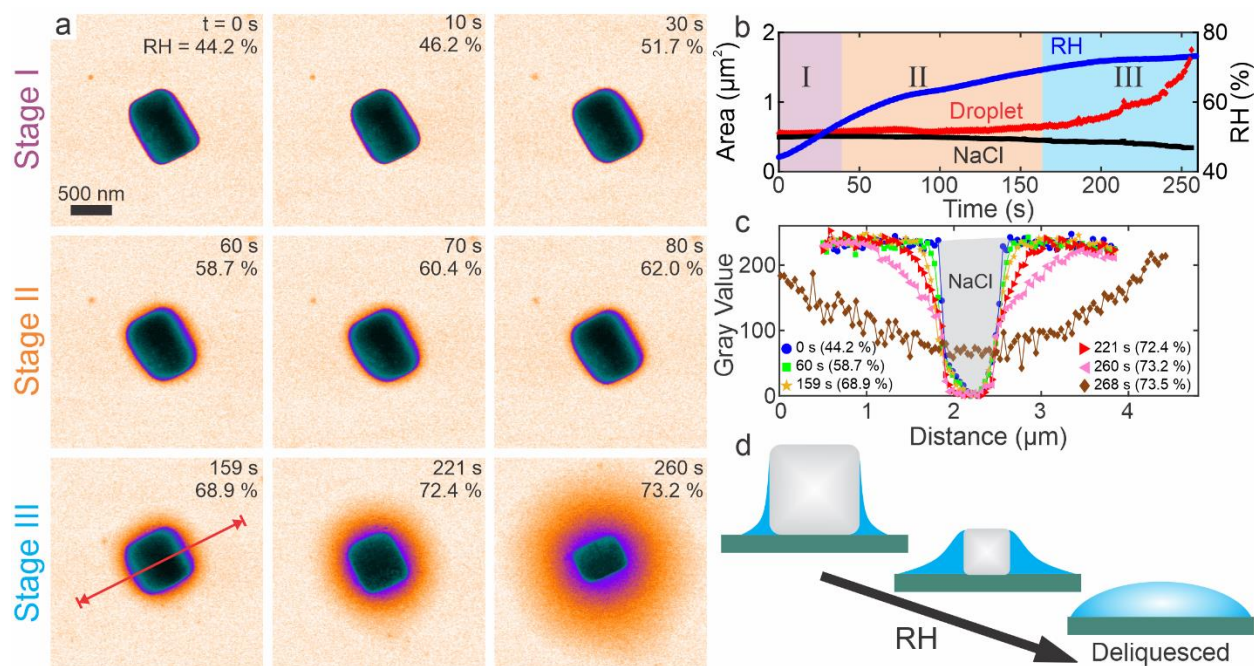 a
t = 0 s
RH = 44.2 %
10 s
46.2 %
30 s
51.7 %
Stage I
500 nm
60 s
58.7 %
70 s
60.4 %
80 s
62.0 %
Stage II
159 s
68.9 %
221 s
72.4 %
260 s
73.2 %
Stage III
b
Area (µm²)
2
1
0
I
II
III
RH
Droplet
NaCl
80
60
40
RH (%)
0 50 100 150 200 250
Time (s)
c
Gray Value
200
100
0
NaCl
0 s (44.2 %)
60 s (58.7 %)
159 s (68.9 %)
221 s (72.4 %)
260 s (73.2 %)
268 s (73.5 %)
0 1 2 3 4
Distance (µm)
d
RH
Deliquesced